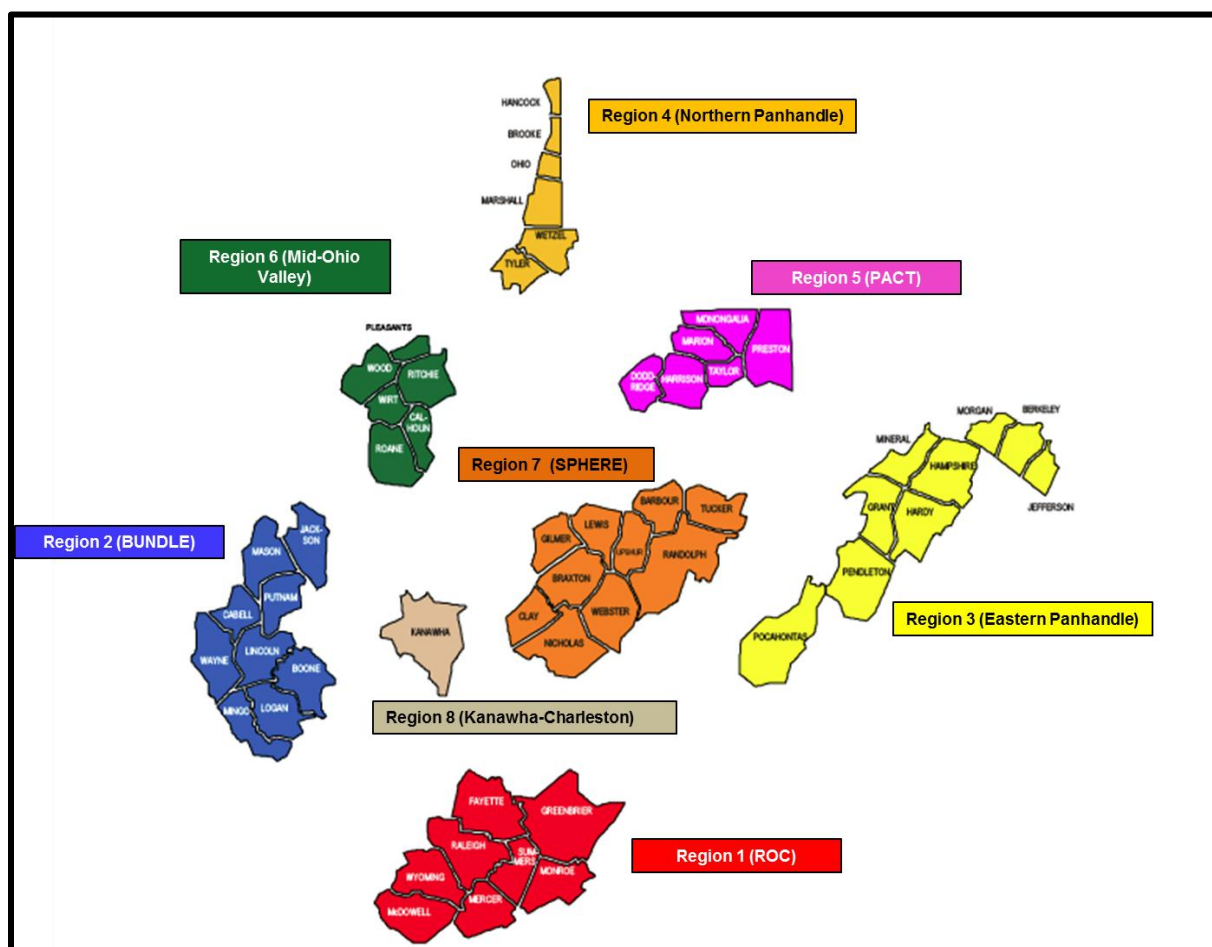 HANCOCK
Region 4 (Northern Panhandle)
BROOKE
OHIO
MARSHALL
WETZEL
TYLER
Region 6 (Mid-Ohio
Valley)
Region 5 (PACT)
PLEASANTS
WOOD
RITCHIE
WIRT
CAL-
HOUN
ROANE
MONONGALIA
MARION
PRESTON
TAYLOR
DODD-
RIDGE
HARRISON
MORGAN
BERKELEY
MINERAL
HAMPSHIRE
JEFFERSON
GRANT
HARDY
PENDLETON
POCAHONTAS
Region 3 (Eastern Panhandle)
Region 7 (SPHERE)
BARBOUR
TUCKER
LEWIS
GILMER
UPSHUR
RANDOLPH
BRAXTON
WEBSTER
CLAY
NICHOLAS
Region 2 (BUNDLE)
JACK-
SON
MASON
PUTNAM
CABELL
LINCOLN
WAYNE
BOONE
MINGO
LOGAN
KANAWHA
Region 8 (Kanawha-Charleston)
FAYETTE
GREENBRIER
RALEIGH
SUM-
MERS
MONROE
WYOMING
MERCER
McDOWELL
Region 1 (ROC)